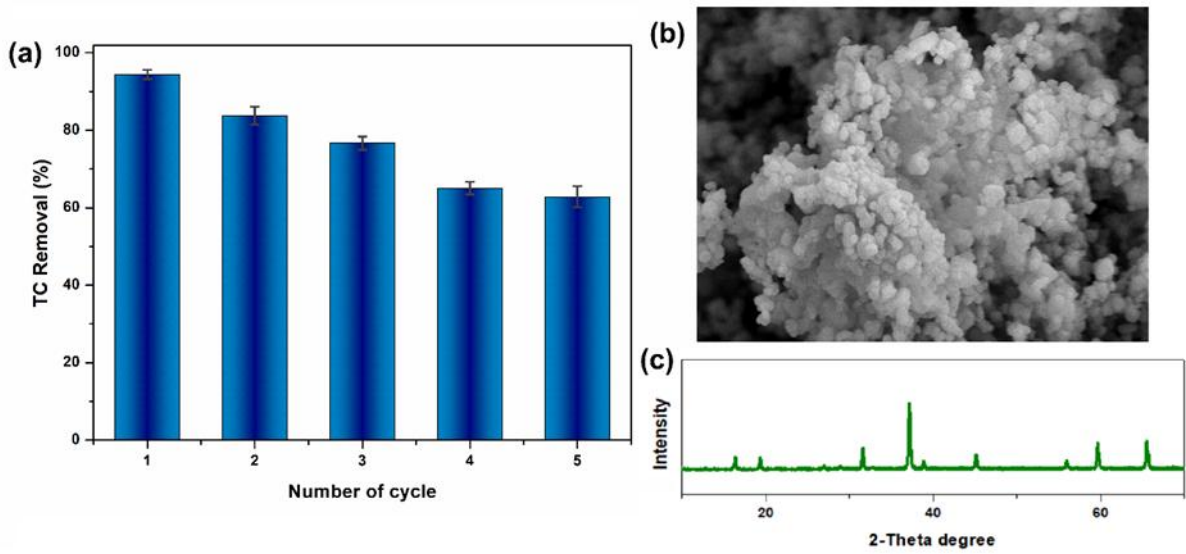 (a)
100
80
60
40
20
0
TC Removal (%)
1 2 3 4 5
Number of cycle
(b)
(c)
Intensity
20 40 60
2-Theta degree